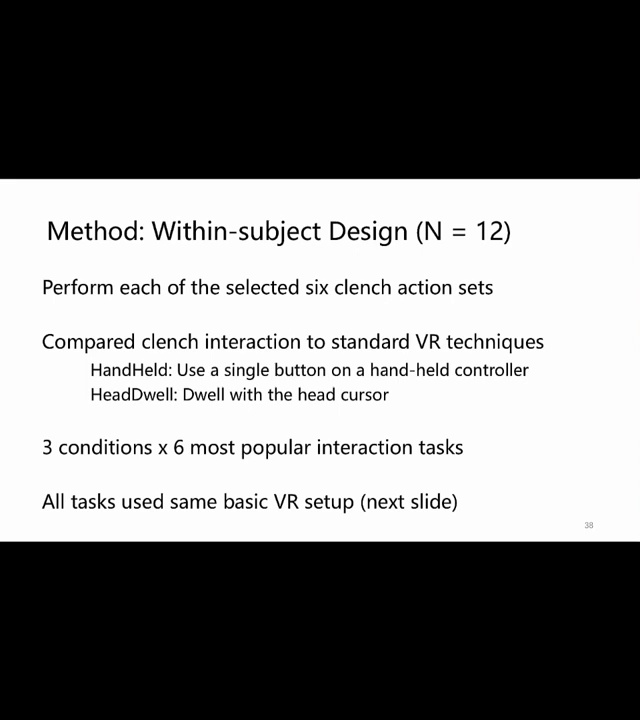 Method: Within-subject Design (N = 12)
Perform each of the selected six clench action sets
Compared clench interaction to standard VR techniques
HandHeld: Use a single button on a hand-held controller
HeadDwell: Dwell with the head cursor
3 conditions x 6 most popular interaction tasks
All tasks used same basic VR setup (next slide)
38